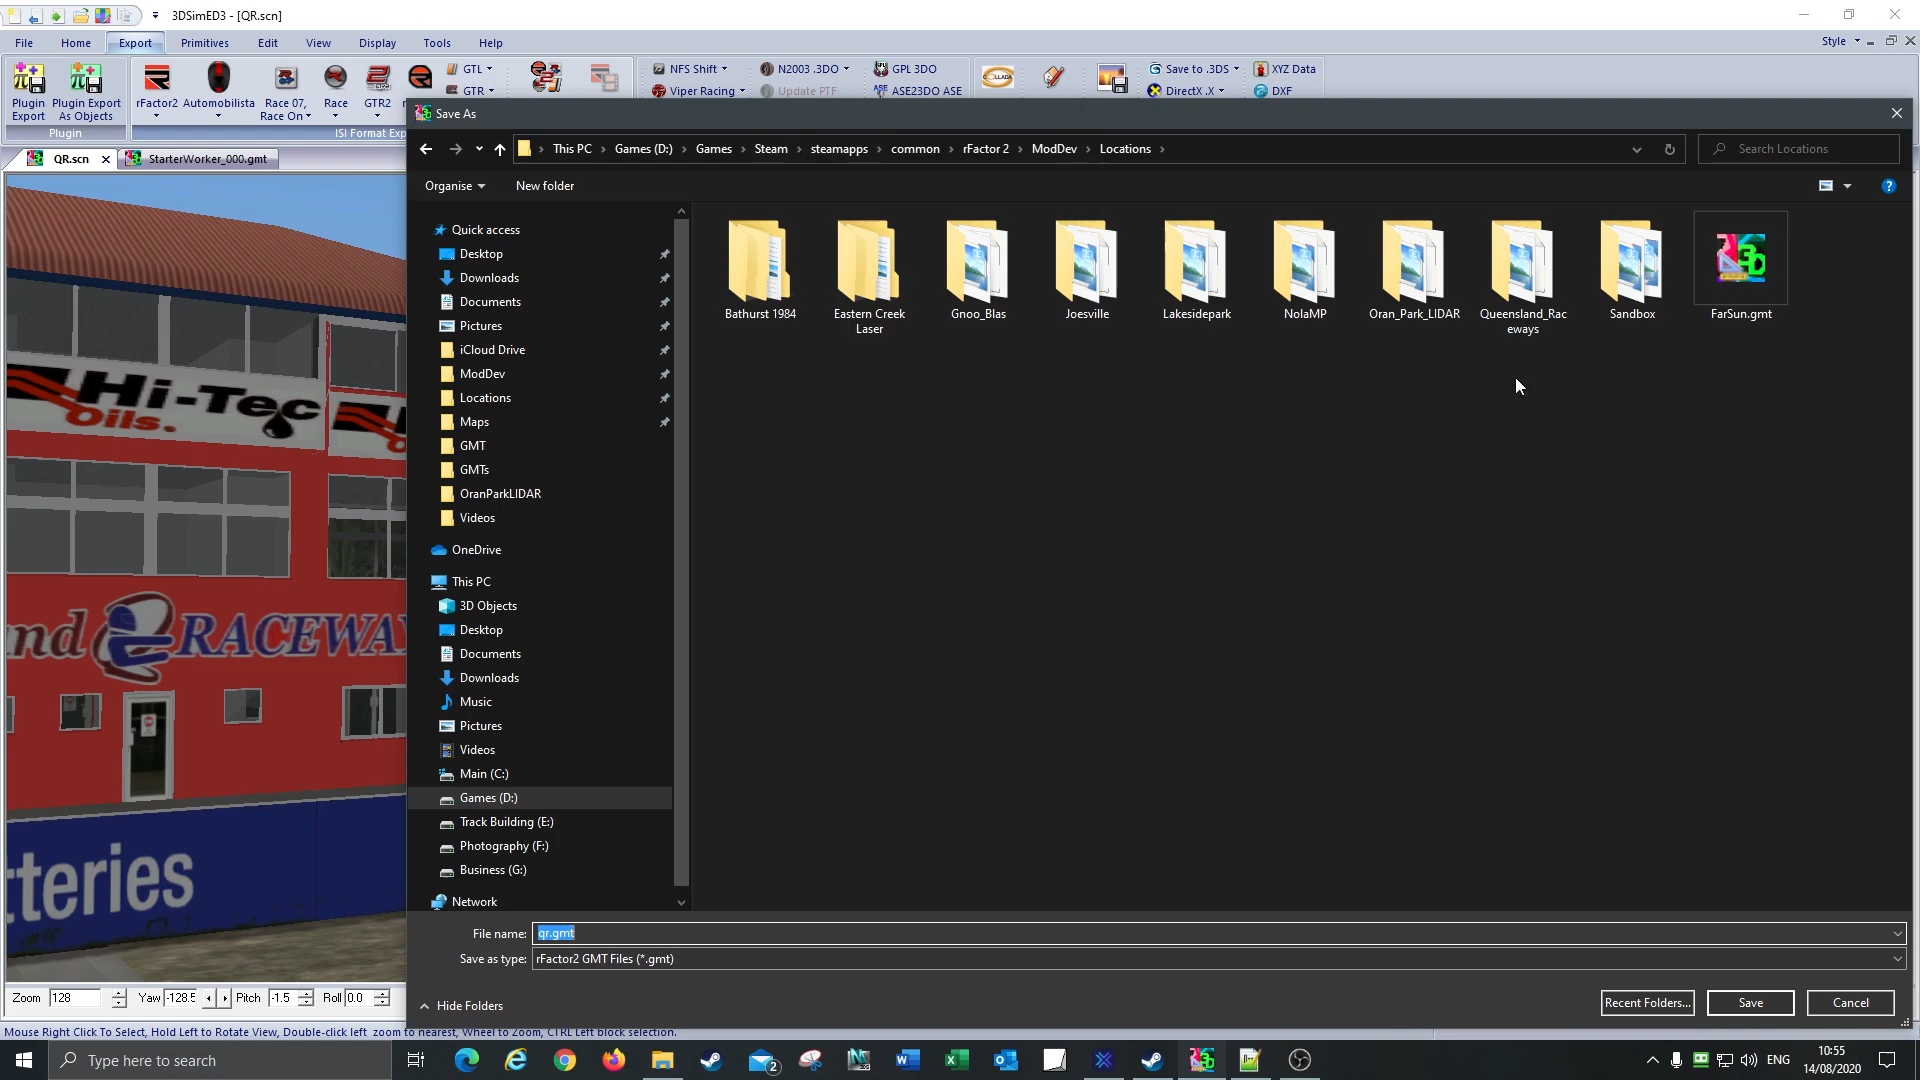 3DSimED3 - [QR.scn]
File Home Export Primitives Edit View Display Tools Help
Style
Plugin Export
Plugin Export As Objects
rFactor2
Automobilista
Race 07, Race On
Race
GTR2
GTL
GTR
NFS Shift
Viper Racing
N2003 .3DO
Update PTF
GPL 3DO
ASE23DO ASE
Save to .3DS
DirectX .X
XYZ Data
DXF
Plugin
ISI Format Exp
QR.scn
StarterWorker_000.gmt
Save As
This PC > Games (D:) > Games > Steam > steamapps > common > rFactor 2 > ModDev > Locations >
Search Locations
Organise
New folder
Quick access
Desktop
Downloads
Documents
Pictures
iCloud Drive
ModDev
Locations
Maps
GMT
GMTs
OranParkLIDAR
Videos
OneDrive
This PC
3D Objects
Desktop
Documents
Downloads
Music
Pictures
Videos
Main (C:)
Games (D:)
Track Building (E:)
Photography (F:)
Business (G:)
Network
Bathurst 1984
Eastern Creek
Laser
Gnoo_Blas
Joesville
Lakesidepark
NolaMP
Oran_Park_LIDAR
Queensland_Rac
eways
Sandbox
FarSun.gmt
Hi-Tec
Oils.
nd RACEWAY
tteries
File name: qr.gmt
Save as type: rFactor2 GMT Files (*.gmt)
Hide Folders
Recent Folders...
Save
Cancel
Zoom 128 Yaw -128.5 Pitch -1.5 Roll 0.0
Mouse Right Click To Select, Hold Left to Rotate View, Double-click left zoom to nearest, Wheel to Zoom, CTRL Left block selection.
Type here to search
2
ENG
10:55
14/08/2020